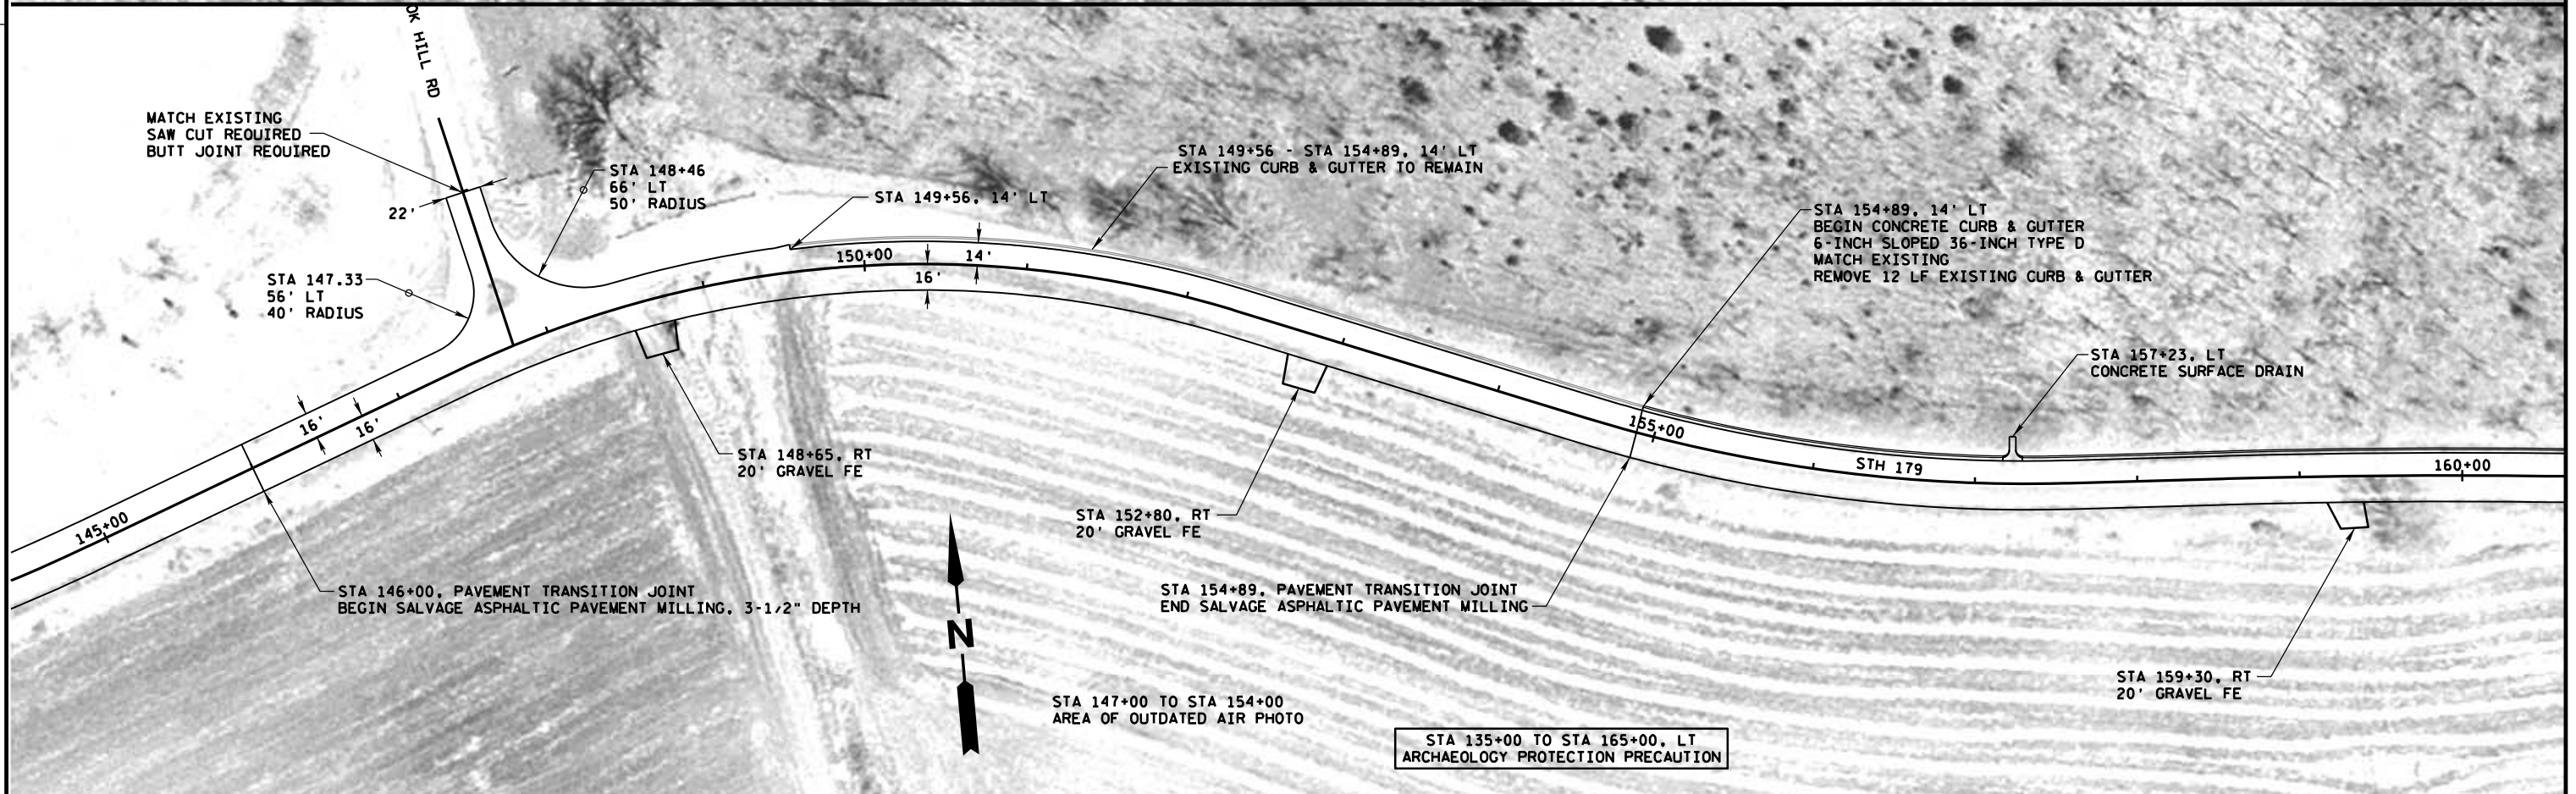 HILL RD
MATCH EXISTING
SAW CUT REQUIRED
BUTT JOINT REQUIRED
22'
STA 148+46
66' LT
50' RADIUS
STA 147.33
56' LT
40' RADIUS
STA 149+56, 14' LT
STA 149+56 - STA 154+89, 14' LT
EXISTING CURB & GUTTER TO REMAIN
150+00
14'
16'
STA 154+89, 14' LT
BEGIN CONCRETE CURB & GUTTER
6-INCH SLOPED 36-INCH TYPE D
MATCH EXISTING
REMOVE 12 LF EXISTING CURB & GUTTER
STA 157+23, LT
CONCRETE SURFACE DRAIN
16'
16'
145+00
STA 148+65, RT
20' GRAVEL FE
155+00
STH 179
160+00
STA 152+80, RT
20' GRAVEL FE
STA 146+00, PAVEMENT TRANSITION JOINT
BEGIN SALVAGE ASPHALTIC PAVEMENT MILLING, 3-1/2" DEPTH
STA 154+89, PAVEMENT TRANSITION JOINT
END SALVAGE ASPHALTIC PAVEMENT MILLING
N
STA 159+30, RT
20' GRAVEL FE
STA 147+00 TO STA 154+00
AREA OF OUTDATED AIR PHOTO
STA 135+00 TO STA 165+00, LT
ARCHAEOLOGY PROTECTION PRECAUTION